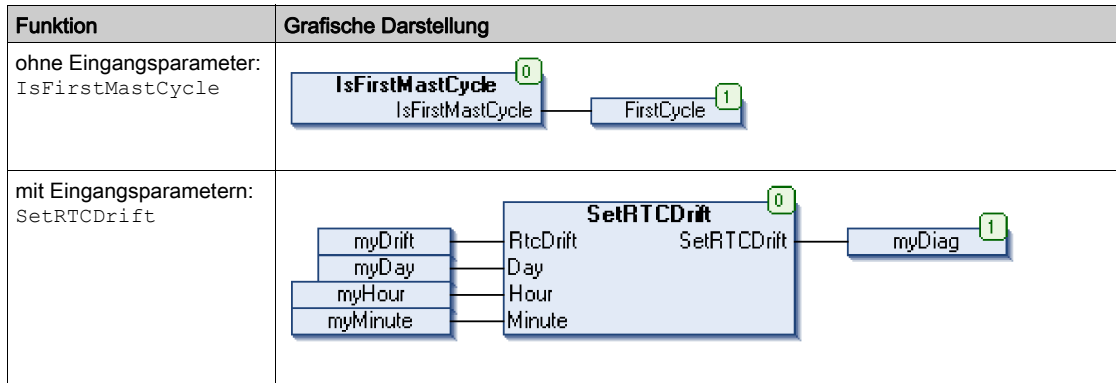 Funktion
Grafische Darstellung
ohne Eingangsparameter:
IsFirstMastCycle
0
IsFirstMastCycle
IsFirstMastCycle
FirstCycle
1
mit Eingangsparametern:
SetRTCDrift
0
SetRTCDrift
myDrift
RtcDrift
SetRTCDrift
myDiag
1
myDay
Day
myHour
Hour
myMinute
Minute